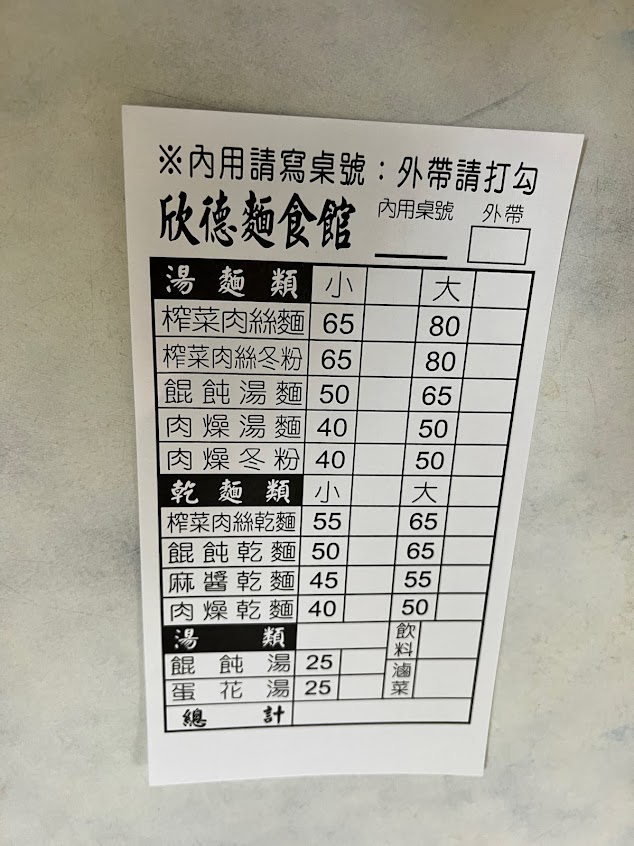 ※內用請寫桌號：外帶請打勾
欣德麵食館 內用桌號 外帶
湯麵類 小 大
榨菜肉絲麵 65 80
榨菜肉絲冬粉 65 80
餛飩湯麵 50 65
肉燥湯麵 40 50
肉燥冬粉 40 50
乾麵類 小 大
榨菜肉絲乾麵 55 65
餛飩乾麵 50 65
麻醬乾麵 45 55
肉燥乾麵 40 50
湯類 飲料
餛飩湯 25
蛋花湯 25 滷菜
總計